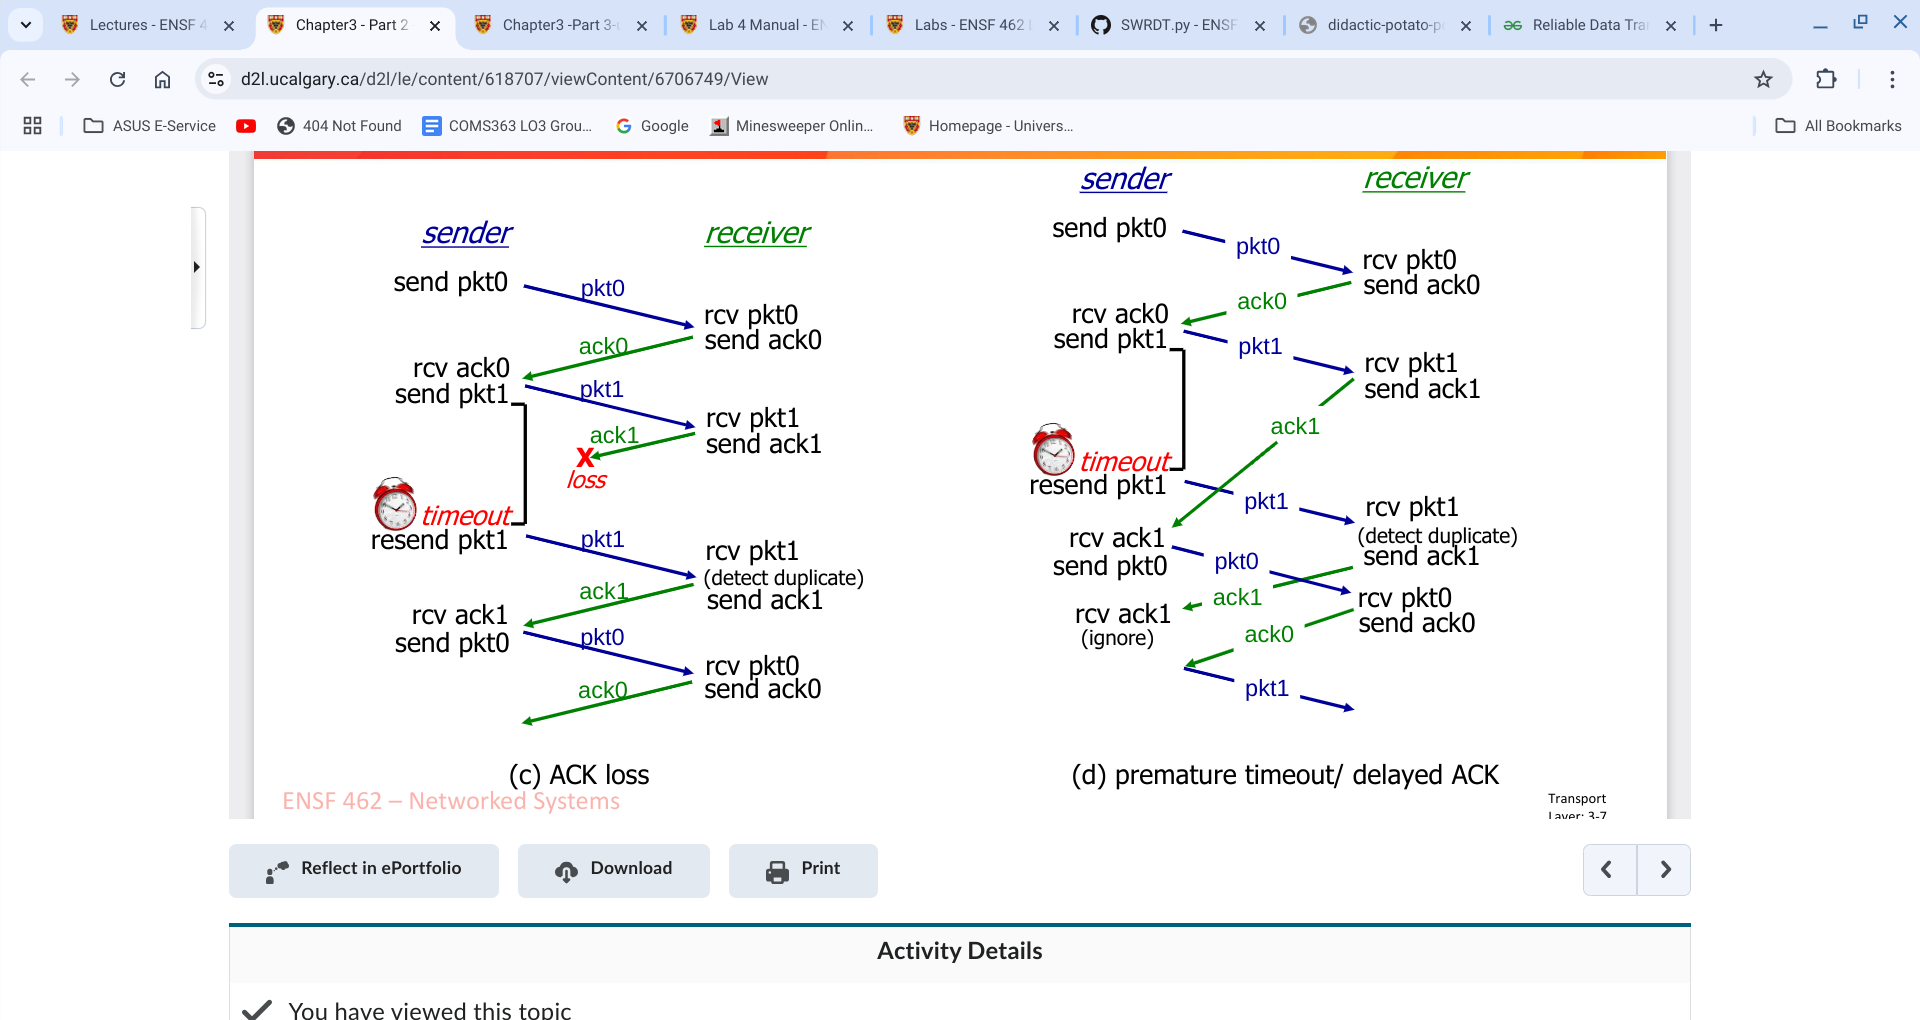 Lectures - ENSF 4
Chapter3 - Part 2
Chapter3 -Part 3-
Lab 4 Manual - EN
Labs - ENSF 462
SWRDT.py - ENSF
didactic-potato-p
Reliable Data Tra
d2l.ucalgary.ca/d2l/le/content/618707/viewContent/6706749/View
ASUS E-Service
404 Not Found
COMS363 LO3 Grou...
Google
Minesweeper Onlin...
Homepage - Univers...
All Bookmarks
sender
receiver
send pkt0
pkt0
rcv pkt0
send ack0
ack0
rcv ack0
send pkt1
pkt1
rcv pkt1
send ack1
ack1
X
loss
timeout
resend pkt1
pkt1
rcv pkt1
(detect duplicate)
send ack1
ack1
rcv ack1
send pkt0
pkt0
rcv pkt0
send ack0
ack0
(c) ACK loss
sender
receiver
send pkt0
pkt0
rcv pkt0
send ack0
ack0
rcv ack0
send pkt1
pkt1
rcv pkt1
send ack1
ack1
timeout
resend pkt1
pkt1
rcv pkt1
(detect duplicate)
send ack1
rcv ack1
send pkt0
pkt0
ack1
rcv pkt0
send ack0
rcv ack1
(ignore)
ack0
pkt1
(d) premature timeout/ delayed ACK
ENSF 462 – Networked Systems
Transport
Layer: 3-7
Reflect in ePortfolio
Download
Print
Activity Details
You have viewed this topic